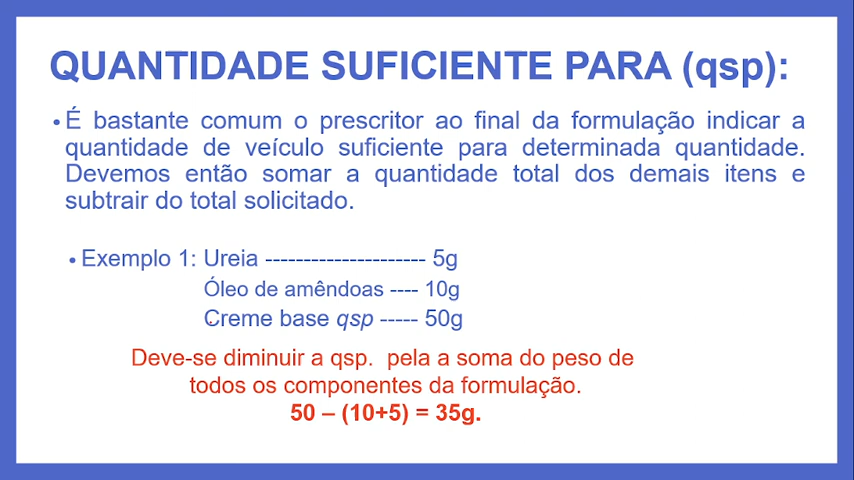 QUANTIDADE SUFICIENTE PARA (qsp):
•É bastante comum o prescritor ao final da formulação indicar a
quantidade de veículo suficiente para determinada quantidade.
Devemos então somar a quantidade total dos demais itens e
subtrair do total solicitado.
•Exemplo 1: Ureia --------------------- 5g
Óleo de amêndoas ---- 10g
Creme base qsp ----- 50g
Deve-se diminuir a qsp. pela a soma do peso de
todos os componentes da formulação.
50 – (10+5) = 35g.